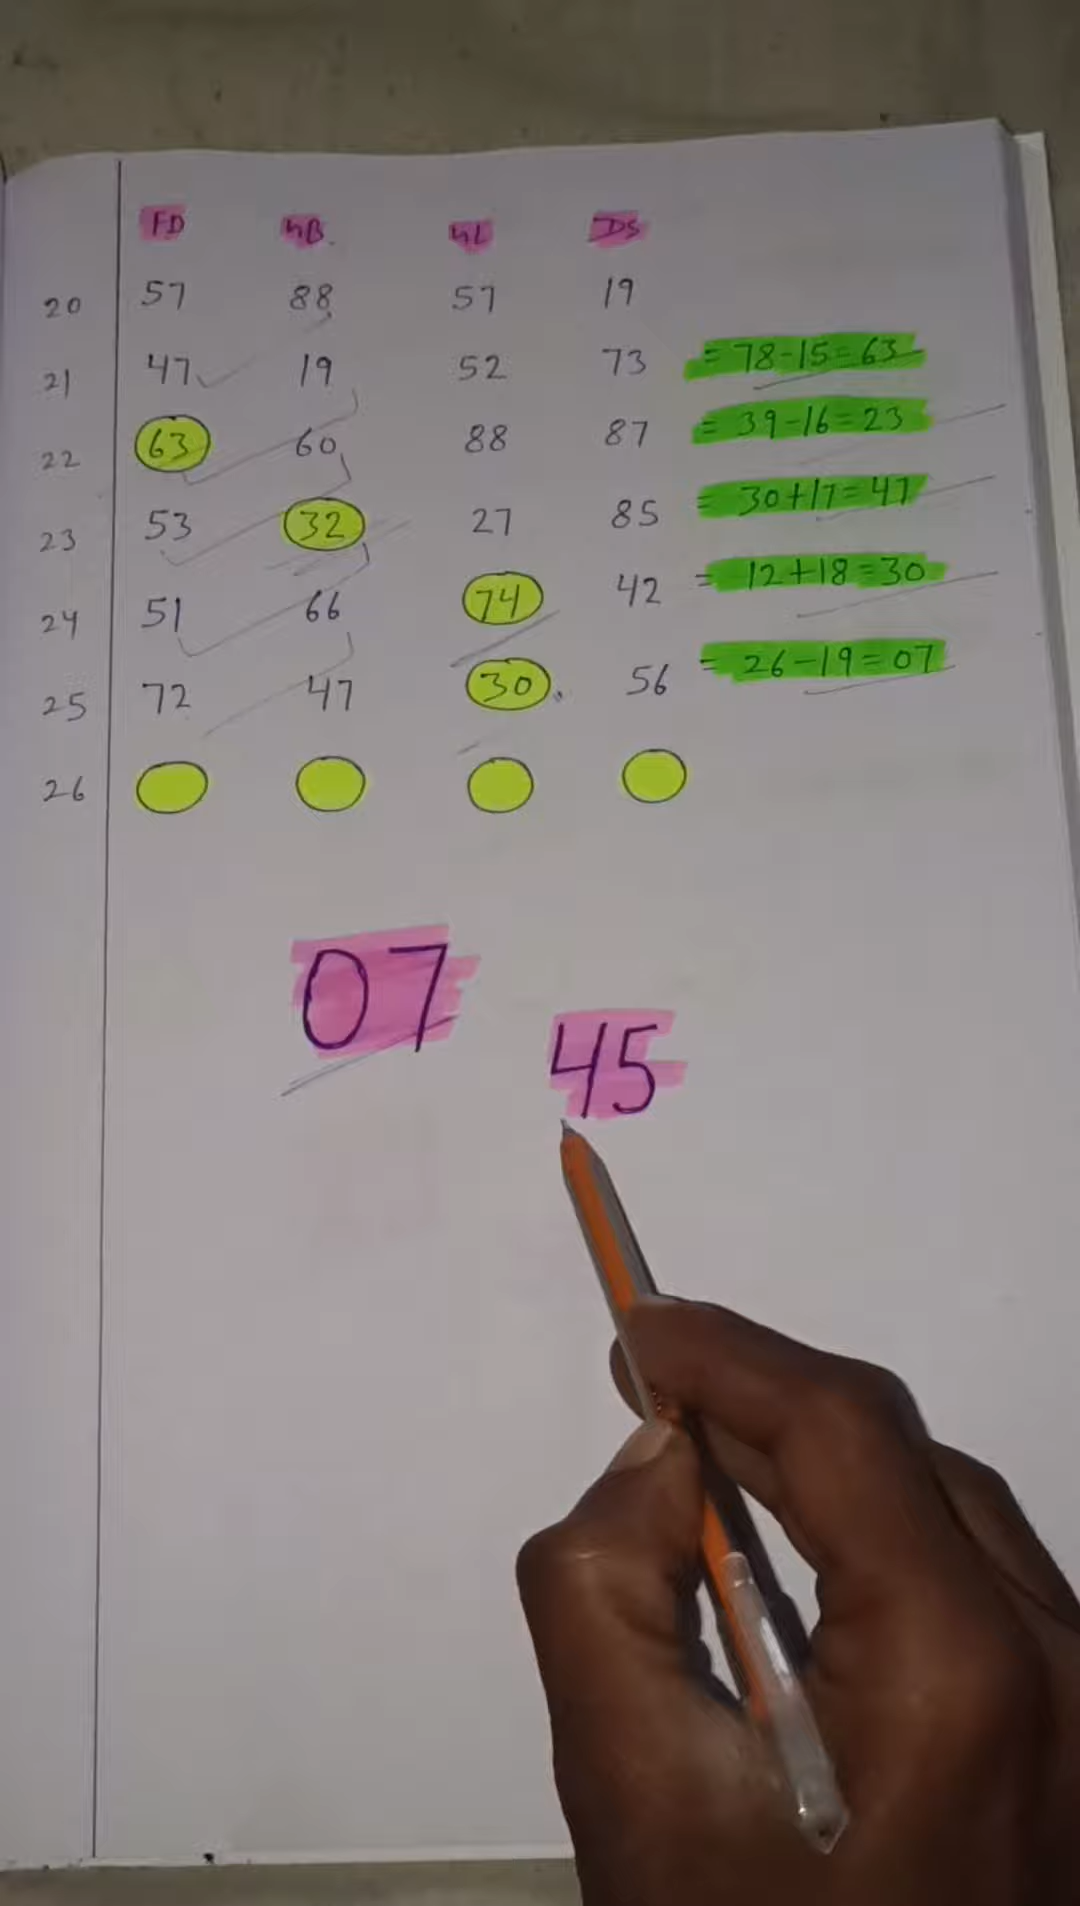 FD GB. GL DS
20 57 88 57 19
21 47 19 52 73 = 78-15=63
22 63 60 88 87 = 39-16=23
23 53 32 27 85 = 30+17=47
24 51 66 74 42 = 12+18=30
25 72 47 30 56 = 26-19=07
26
07
45